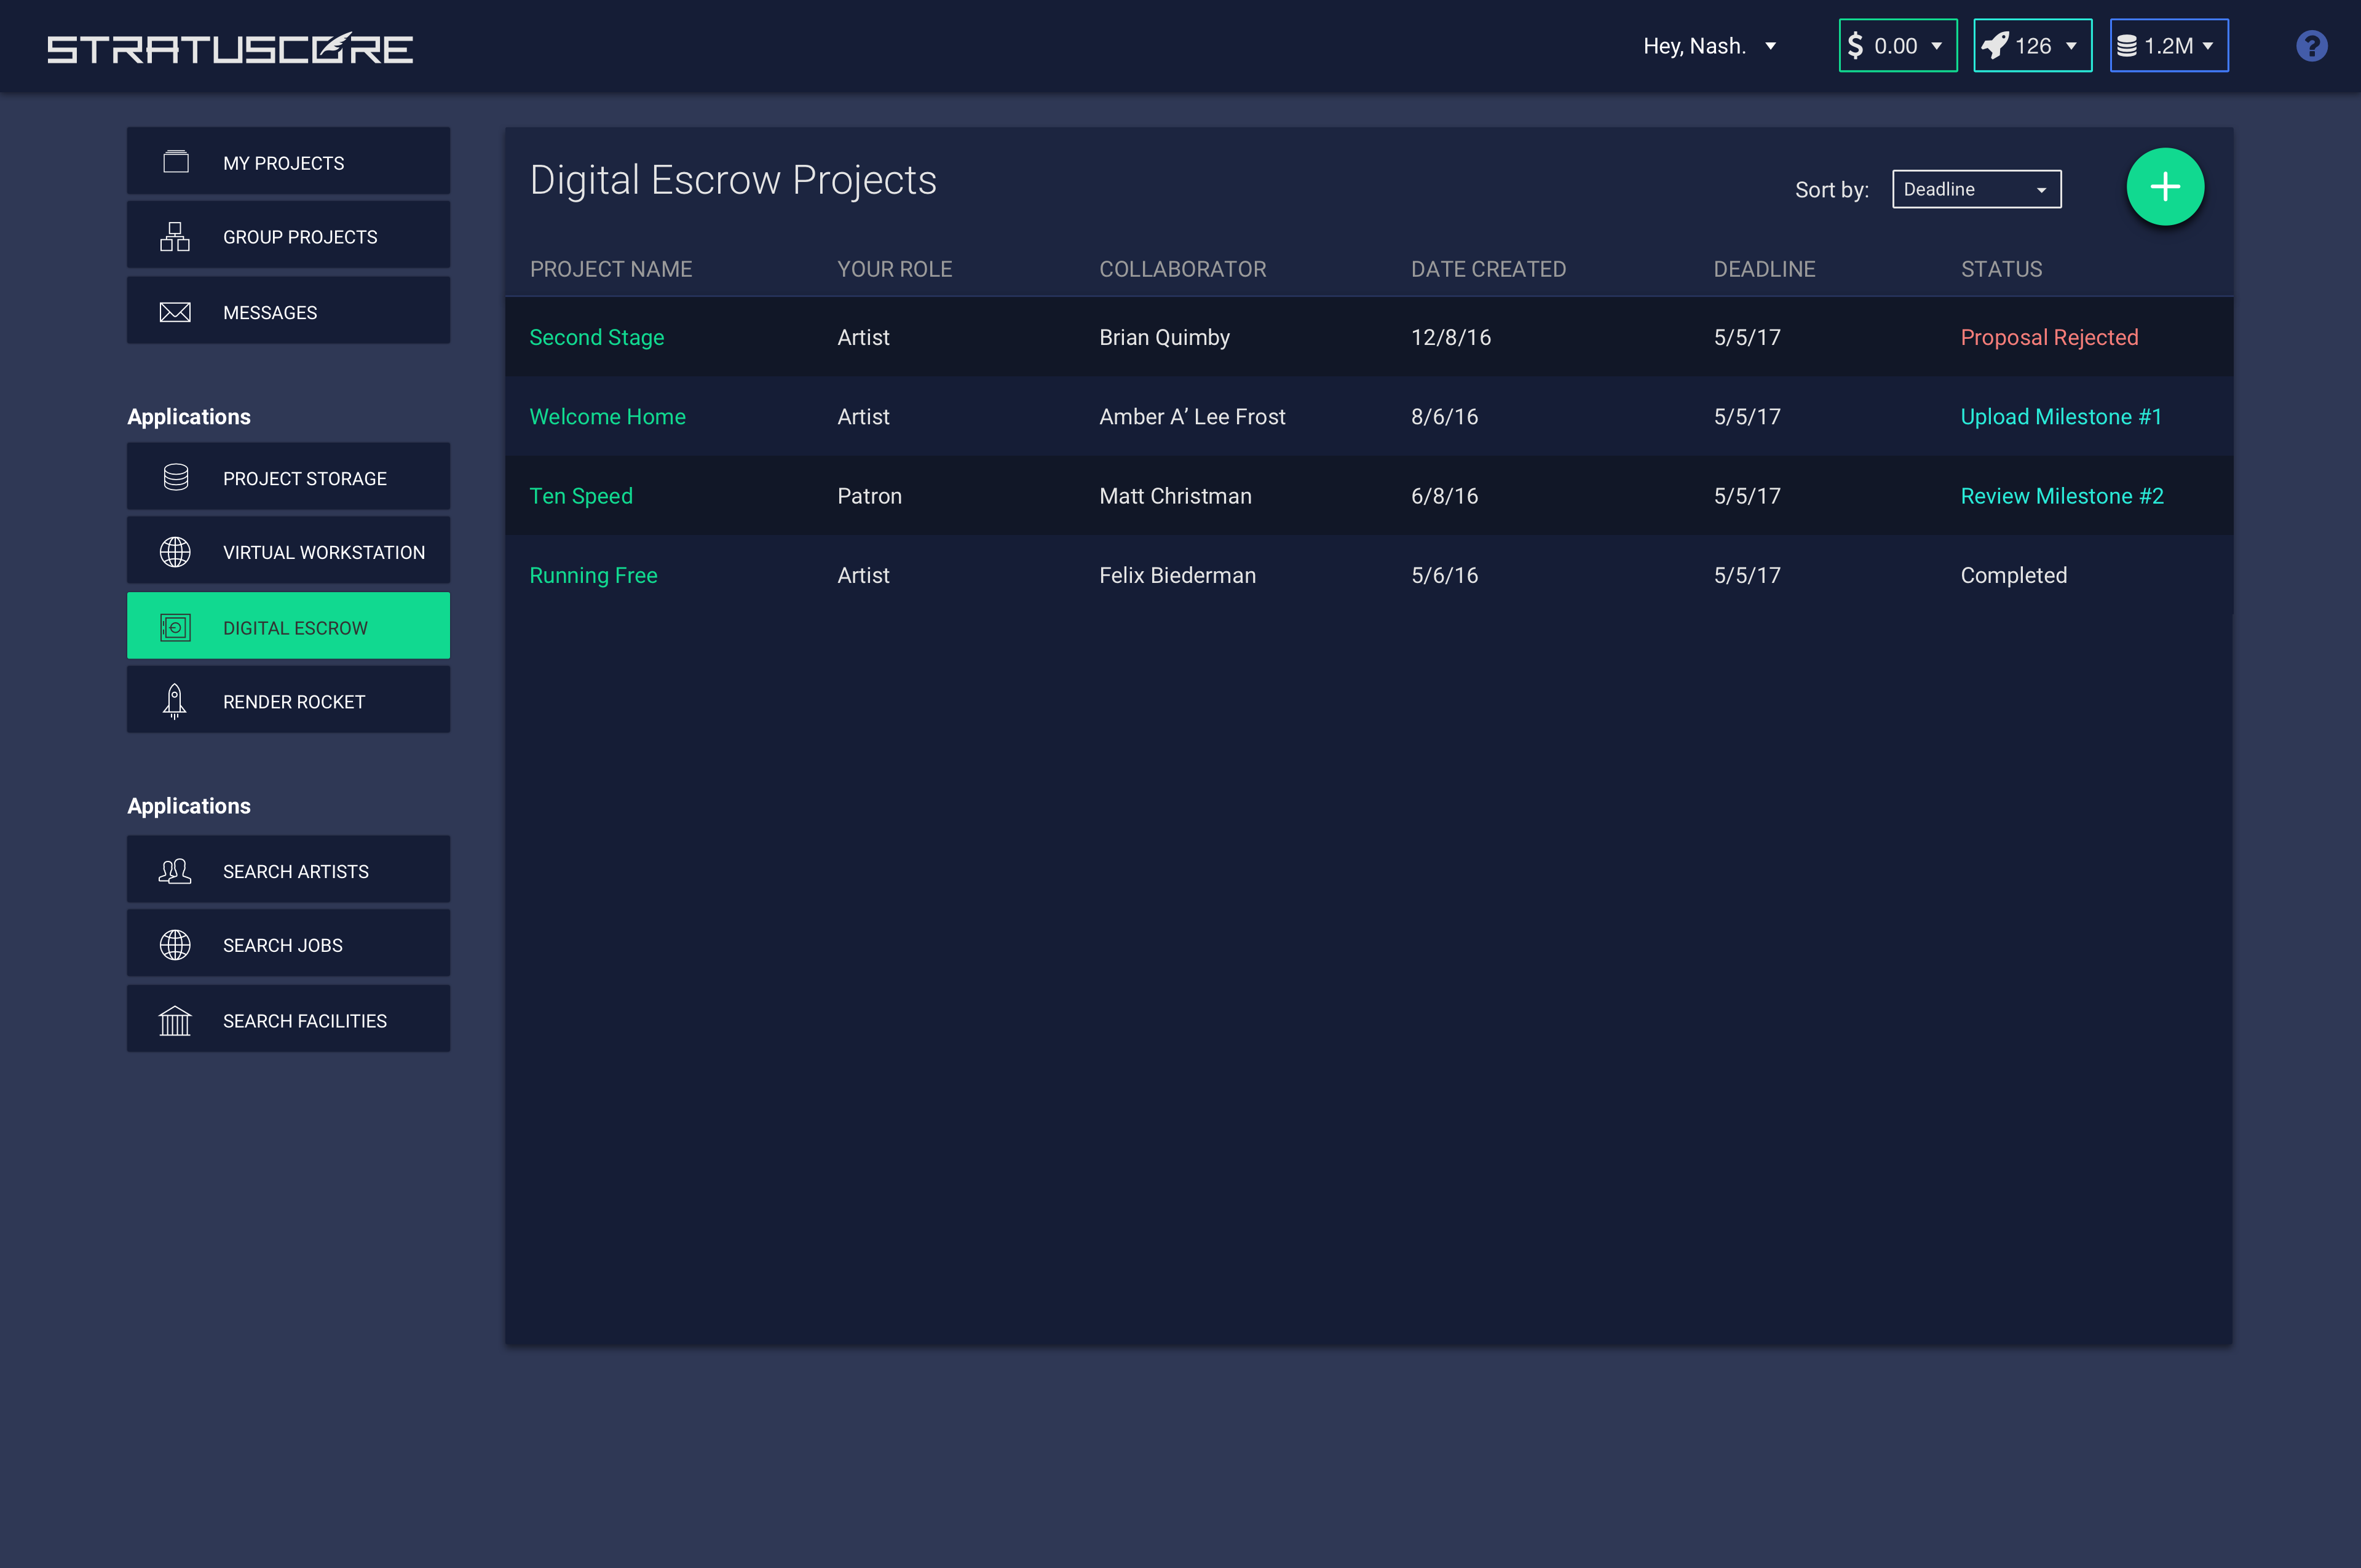 STRATUSCORE
Hey, Nash.
$ 0.00
126
1.2M
?
MY PROJECTS
GROUP PROJECTS
MESSAGES
Applications
PROJECT STORAGE
VIRTUAL WORKSTATION
DIGITAL ESCROW
RENDER ROCKET
Applications
SEARCH ARTISTS
SEARCH JOBS
SEARCH FACILITIES
Digital Escrow Projects
Sort by: Deadline
PROJECT NAME YOUR ROLE COLLABORATOR DATE CREATED DEADLINE STATUS
Second Stage Artist Brian Quimby 12/8/16 5/5/17 Proposal Rejected
Welcome Home Artist Amber A’ Lee Frost 8/6/16 5/5/17 Upload Milestone #1
Ten Speed Patron Matt Christman 6/8/16 5/5/17 Review Milestone #2
Running Free Artist Felix Biederman 5/6/16 5/5/17 Completed